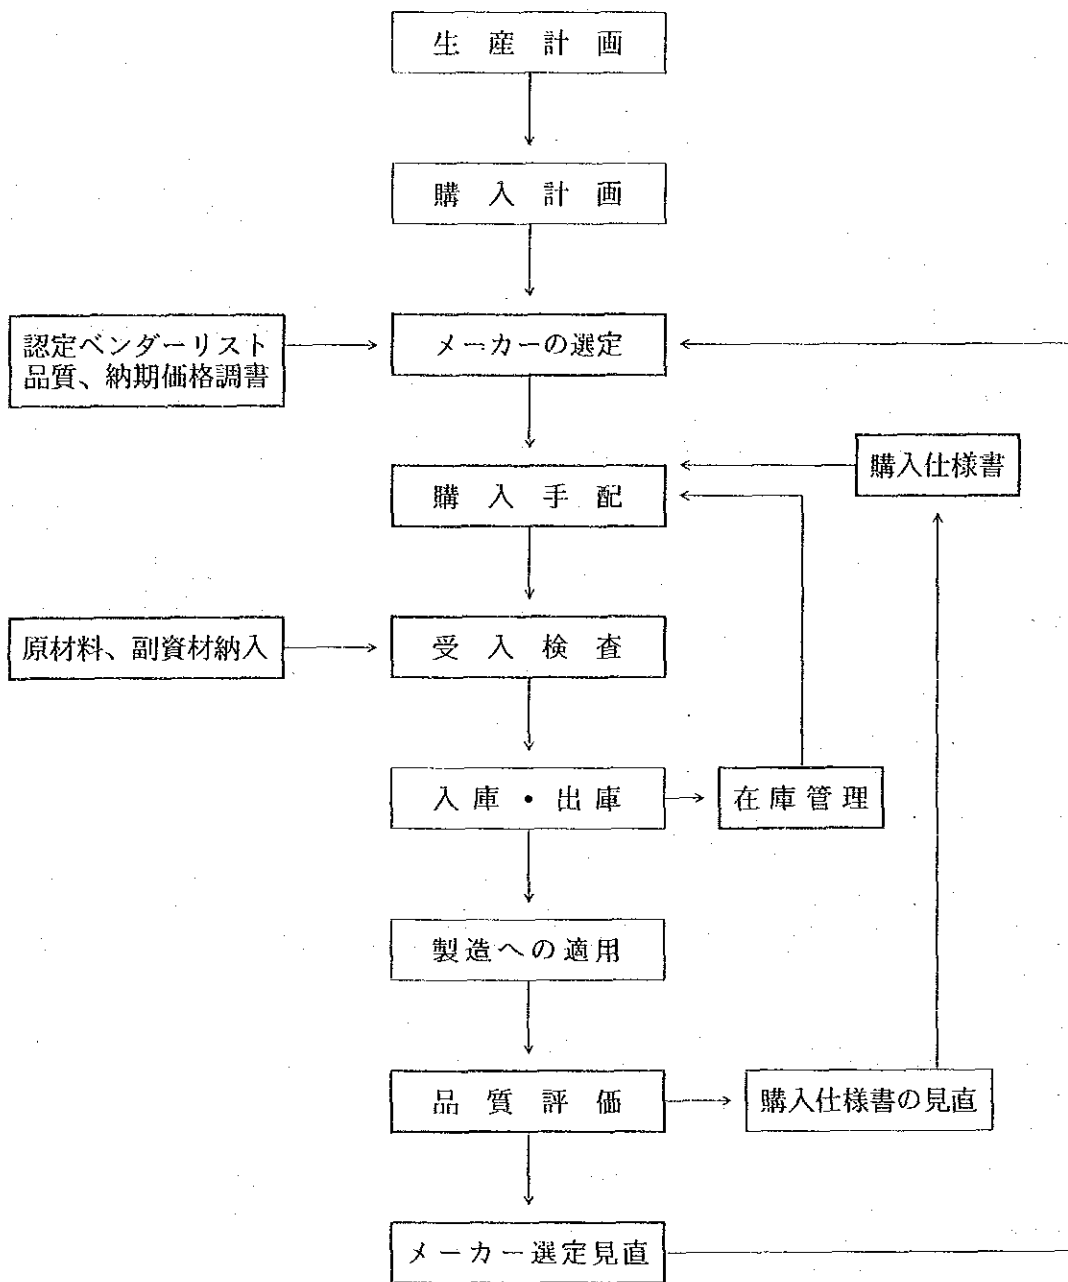 生産計画
購入計画
認定ベンダーリスト
品質、納期価格調書
メーカーの選定
購入仕様書
購入手配
原材料、副資材納入
受入検査
入庫・出庫
在庫管理
製造への適用
品質評価
購入仕様書の見直
メーカー選定見直